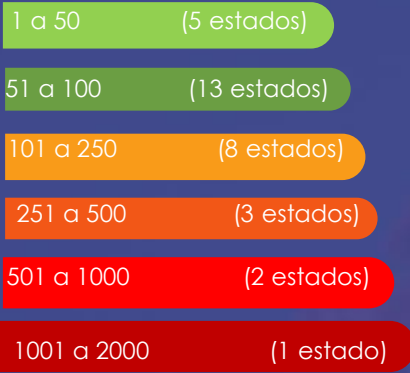 1 a 50 (5 estados)
51 a 100 (13 estados)
101 a 250 (8 estados)
251 a 500 (3 estados)
501 a 1000 (2 estados)
1001 a 2000 (1 estado)